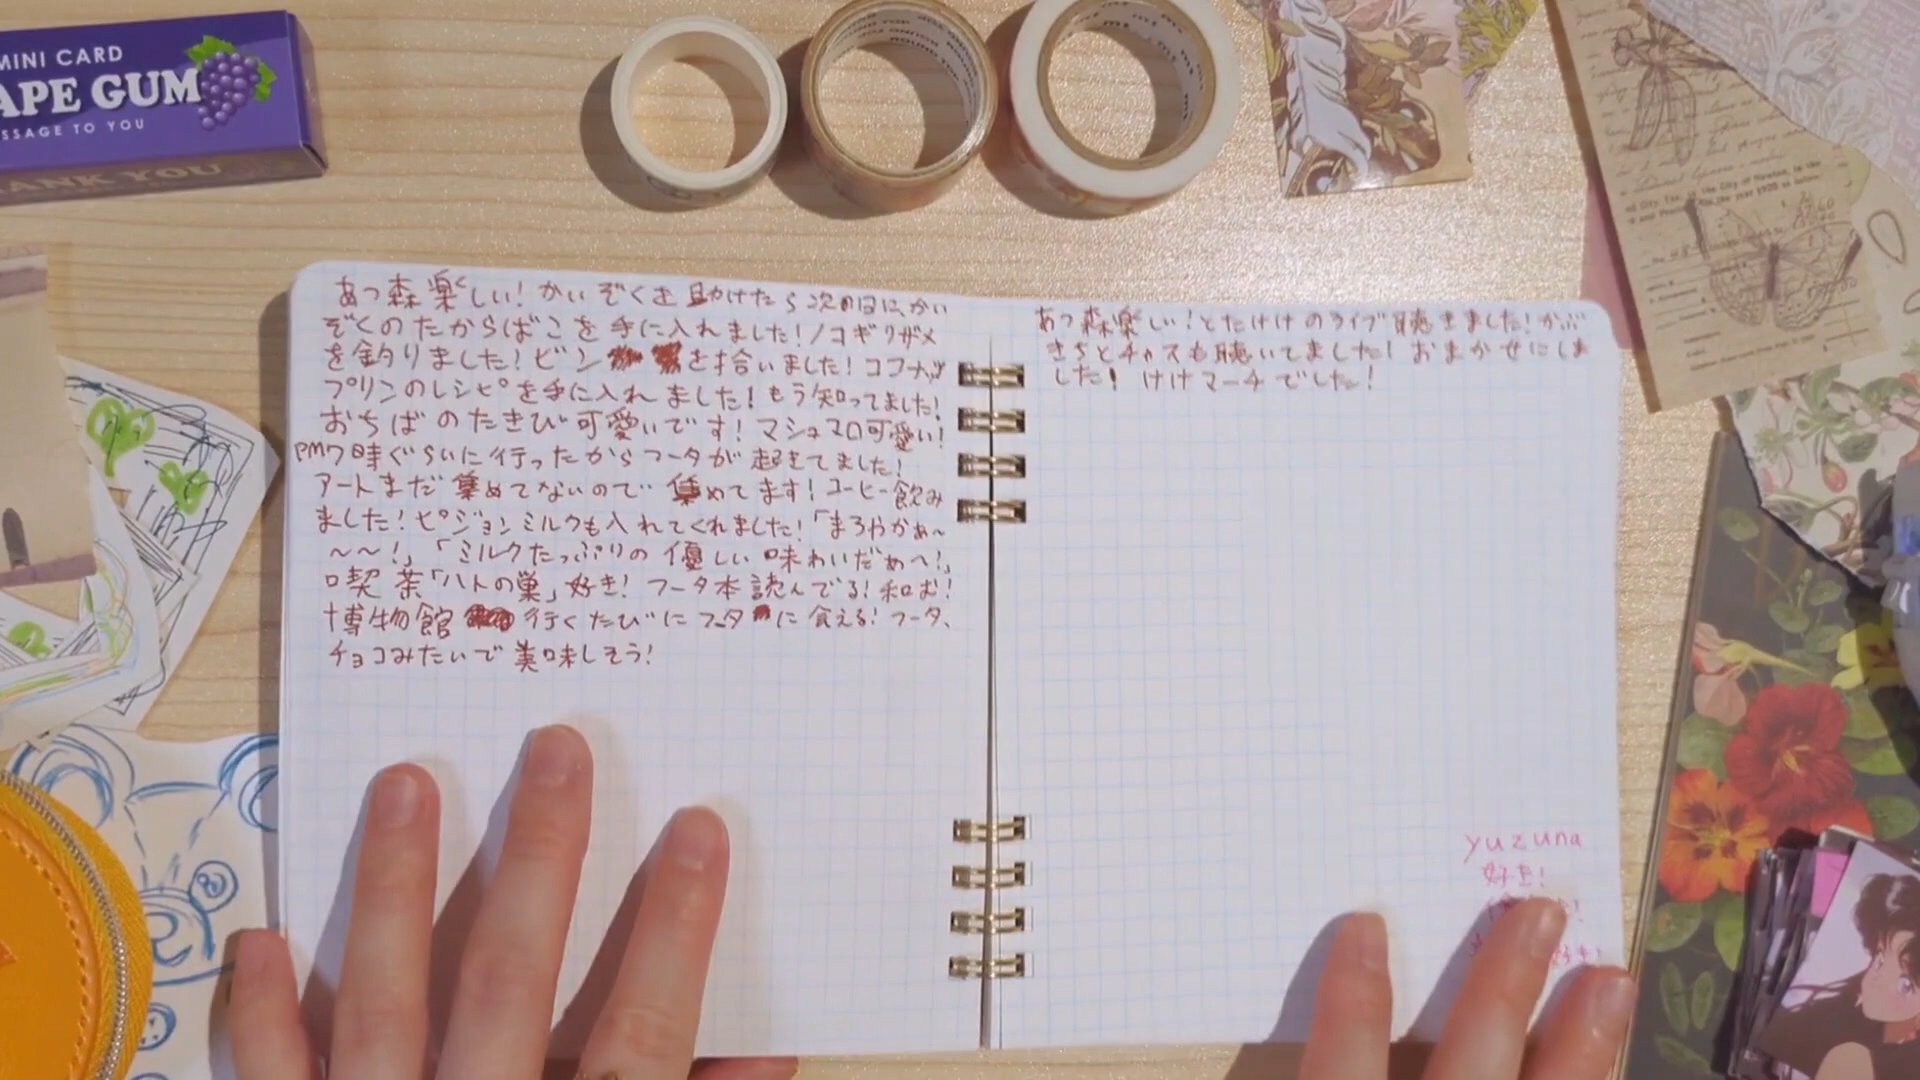 MINI CARD
APE GUM
SSAGE TO YOU
ANK YOU
あつ森楽しい！かいぞくを助けたら次の日に、かい
ぞくのたからばこを手に入れました！ノコギリザメ
を釣りました！ビンを拾いました！ココナッツ
プリンのレシピを手に入れました！もう知ってました！
おちばのたきび可愛いです！マシュマロ可愛い！
PM7時ぐらいに行ったからフータが起きてました！
アートまだ集めてないので集めてます！コーヒー飲み
ました！ピジョンミルクも入れてくれました！「まろやかぁ〜
〜〜！」「ミルクたっぷりの優しい味わいだぁへ！」
喫茶「ハトの巣」好き！フータ本読んでる！和む！
博物館行くたびにフータに会える！フータ、
チョコみたいで美味しそう！
あつ森楽しい！とたけけのライブ聴きました！かぶ
きちとチャスも聴いてました！おまかせにしま
した！けけマーチでした！
yuzuna
好き！
好き！